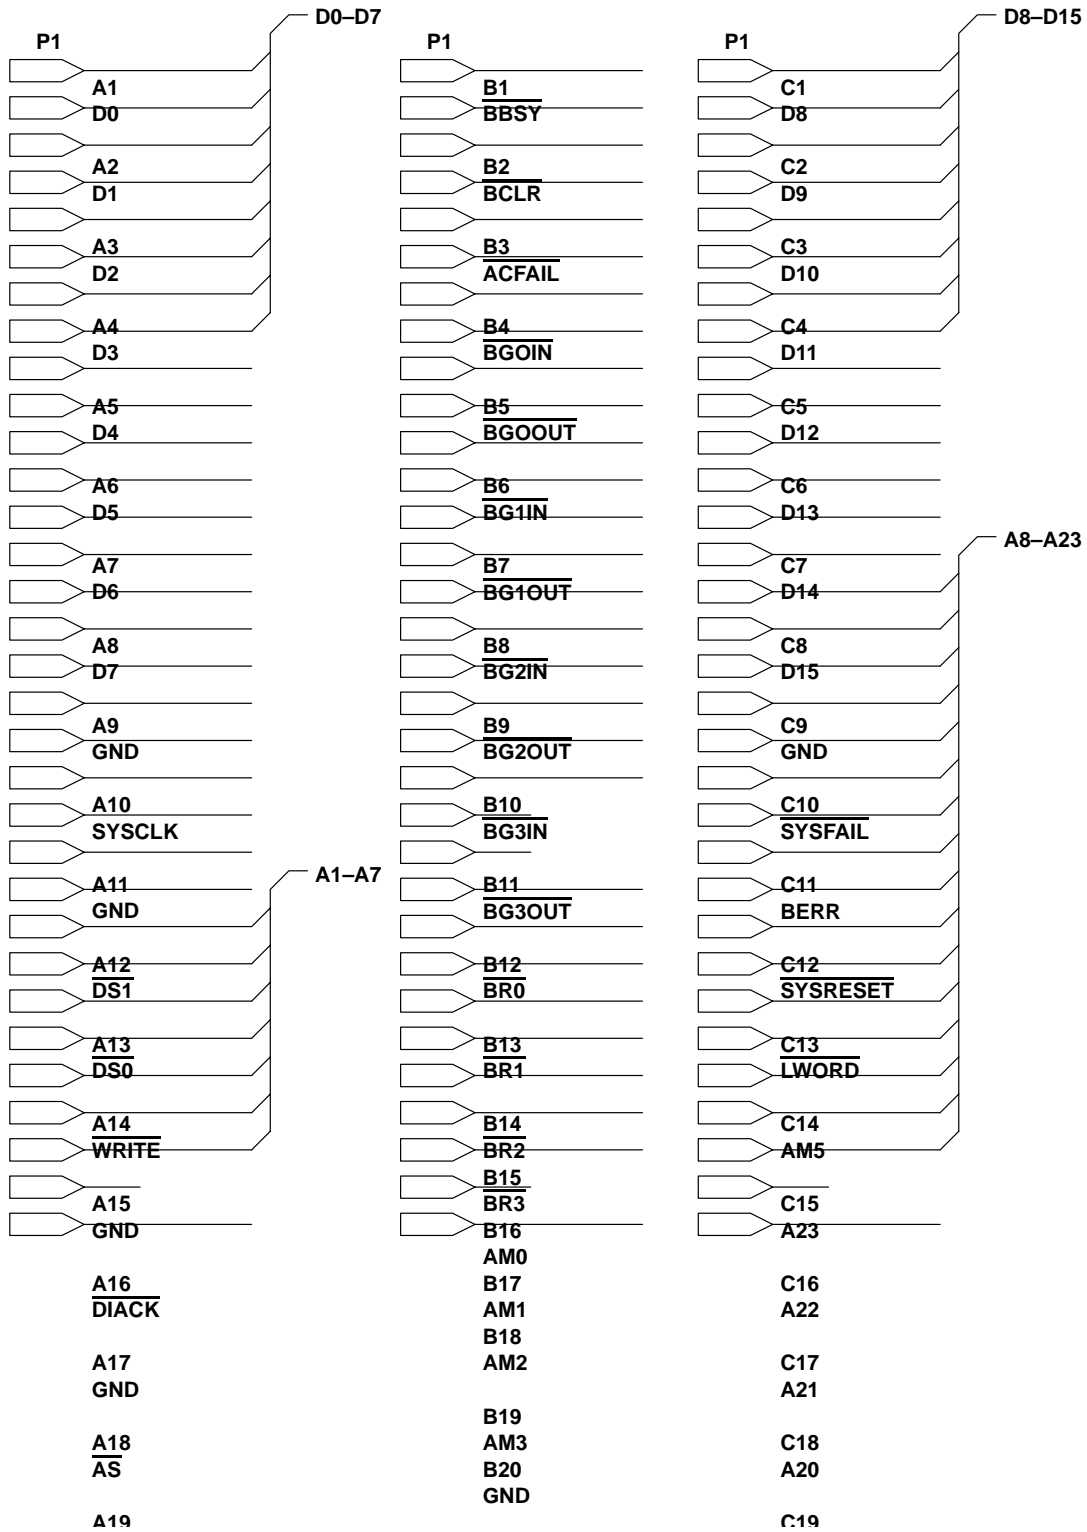 D0–D7
P1
A1
D0
A2
D1
A3
D2
A4
D3
A5
D4
A6
D5
A7
D6
A8
D7
A9
GND
A10
SYSCLK
A11
GND
A1–A7
A12
DS1
A13
DS0
A14
WRITE
A15
GND
A16
DIACK
A17
GND
A18
AS
A19
P1
B1
BBSY
B2
BCLR
B3
ACFAIL
B4
BGOIN
B5
BGOOUT
B6
BG1IN
B7
BG1OUT
B8
BG2IN
B9
BG2OUT
B10
BG3IN
B11
BG3OUT
B12
BR0
B13
BR1
B14
BR2
B15
BR3
B16
AM0
B17
AM1
B18
AM2
B19
AM3
B20
GND
D8–D15
P1
C1
D8
C2
D9
C3
D10
C4
D11
C5
D12
C6
D13
A8–A23
C7
D14
C8
D15
C9
GND
C10
SYSFAIL
C11
BERR
C12
SYSRESET
C13
LWORD
C14
AM5
C15
A23
C16
A22
C17
A21
C18
A20
C19